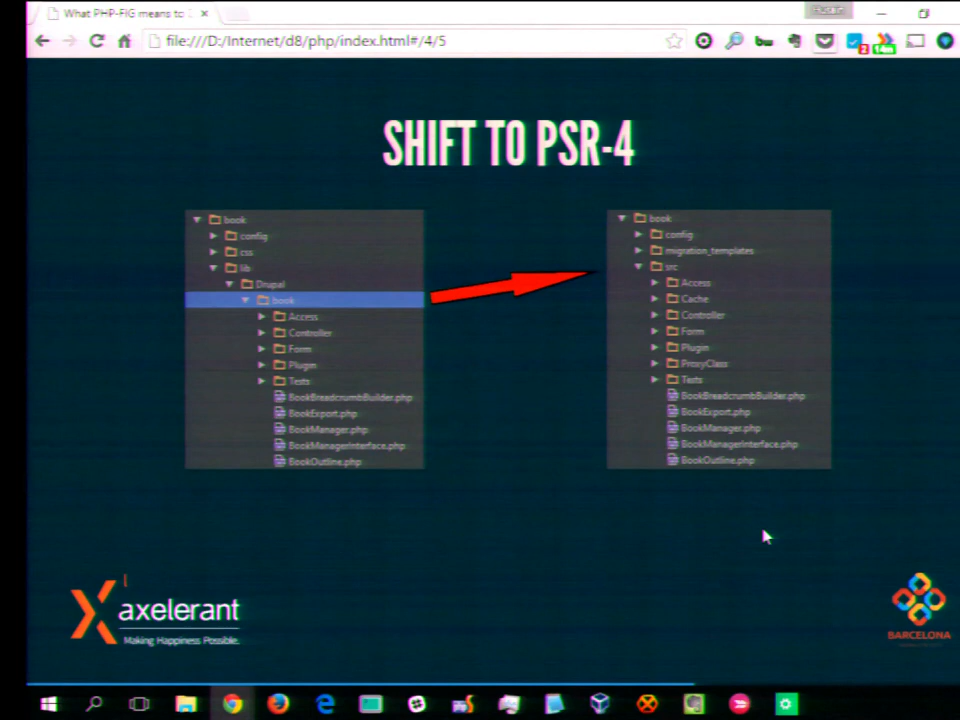 What PHP-FIG means to
Husain
file:///D:/Internet/d8/php/index.html#/4/5
2
14m
SHIFT TO PSR-4
book
config
css
lib
Drupal
book
Access
Controller
Form
Plugin
Tests
BookBreadcrumbBuilder.php
BookExport.php
BookManager.php
BookManagerInterface.php
BookOutline.php
book
config
migration_templates
src
Access
Cache
Controller
Form
Plugin
ProxyClass
Tests
BookBreadcrumbBuilder.php
BookExport.php
BookManager.php
BookManagerInterface.php
BookOutline.php
axelerant
Making Happiness Possible.
BARCELONA